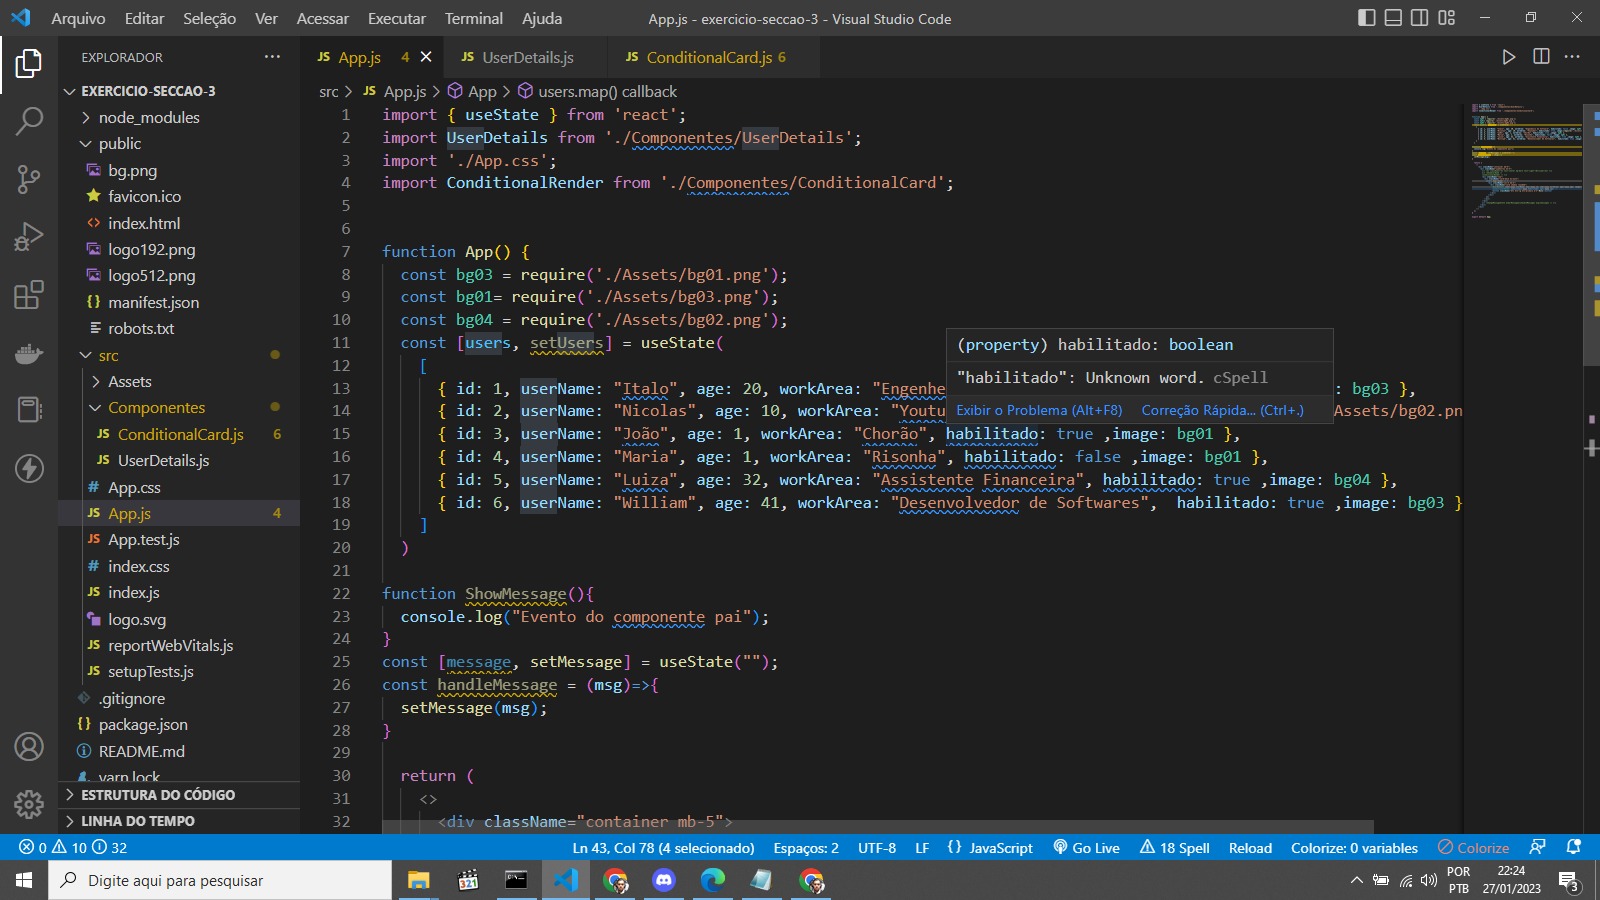 Arquivo Editar Seleção Ver Acessar Executar Terminal Ajuda App.js - exercicio-seccao-3 - Visual Studio Code
EXPLORADOR ···
EXERCICIO-SECCAO-3
node_modules
public
bg.png
favicon.ico
index.html
logo192.png
logo512.png
manifest.json
robots.txt
src
Assets
Componentes
JS ConditionalCard.js 6
JS UserDetails.js
# App.css
JS App.js 4
JS App.test.js
# index.css
JS index.js
logo.svg
JS reportWebVitals.js
JS setupTests.js
.gitignore
{} package.json
README.md
yarn.lock
ESTRUTURA DO CÓDIGO
LINHA DO TEMPO
JS App.js 4 JS UserDetails.js JS ConditionalCard.js 6
src > JS App.js > App > users.map() callback
1 import { useState } from 'react';
2 import UserDetails from './Componentes/UserDetails';
3 import './App.css';
4 import ConditionalRender from './Componentes/ConditionalCard';
5
6
7 function App() {
8 const bg03 = require('./Assets/bg01.png');
9 const bg01= require('./Assets/bg03.png');
10 const bg04 = require('./Assets/bg02.png');
11 const [users, setUsers] = useState(
12 [
13 { id: 1, userName: "Italo", age: 20, workArea: "Engenhe : bg03 },
14 { id: 2, userName: "Nicolas", age: 10, workArea: "Youtu Assets/bg02.pn
15 { id: 3, userName: "João", age: 1, workArea: "Chorão", habilitado: true ,image: bg01 },
16 { id: 4, userName: "Maria", age: 1, workArea: "Risonha", habilitado: false ,image: bg01 },
17 { id: 5, userName: "Luiza", age: 32, workArea: "Assistente Financeira", habilitado: true ,image: bg04 },
18 { id: 6, userName: "William", age: 41, workArea: "Desenvolvedor de Softwares", habilitado: true ,image: bg03 }
19 ]
20 )
21
22 function ShowMessage(){
23 console.log("Evento do componente pai");
24 }
25 const [message, setMessage] = useState("");
26 const handleMessage = (msg)=>{
27 setMessage(msg);
28 }
29
30 return (
31 <>
32 <div className="container mb-5">
(property) habilitado: boolean
"habilitado": Unknown word. cSpell
Exibir o Problema (Alt+F8) Correção Rápida... (Ctrl+.)
0 10 32 Ln 43, Col 78 (4 selecionado) Espaços: 2 UTF-8 LF {} JavaScript Go Live 18 Spell Reload Colorize: 0 variables Colorize
Digite aqui para pesquisar
321
POR
PTB
22:24
27/01/2023
3